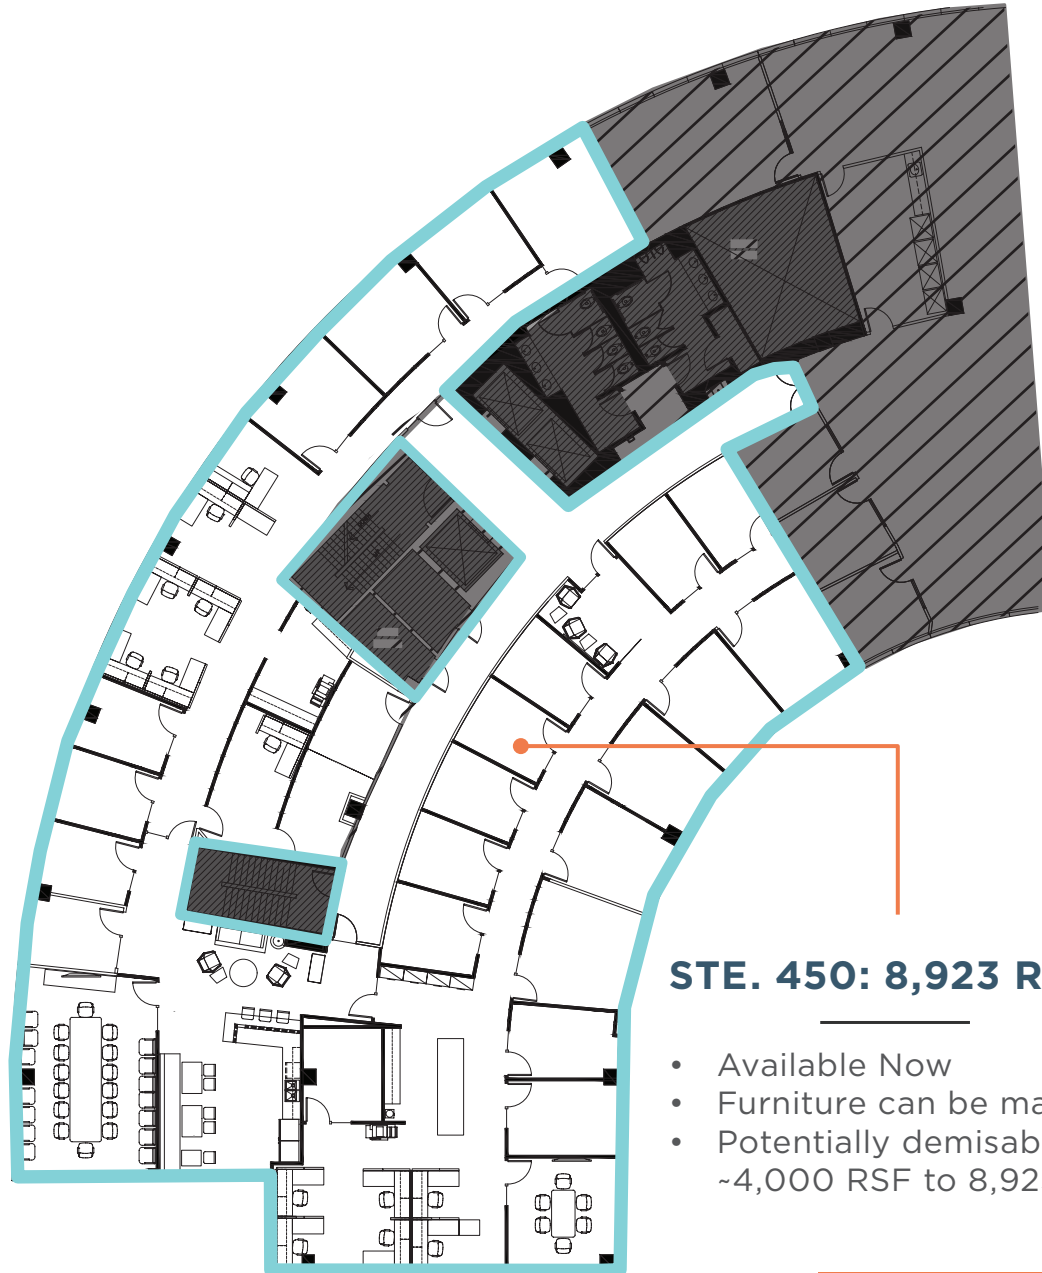 STE. 450: 8,923 R
• Available Now
• Furniture can be ma
• Potentially demisab
~4,000 RSF to 8,92